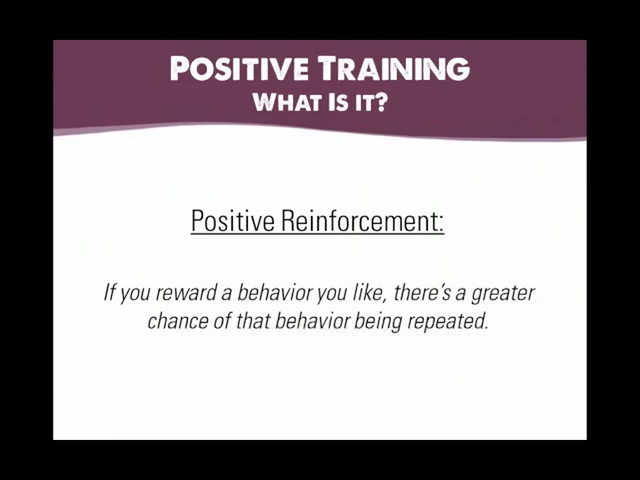 POSITIVE TRAINING
WHAT IS IT?
Positive Reinforcement:
If you reward a behavior you like, there's a greater
chance of that behavior being repeated.